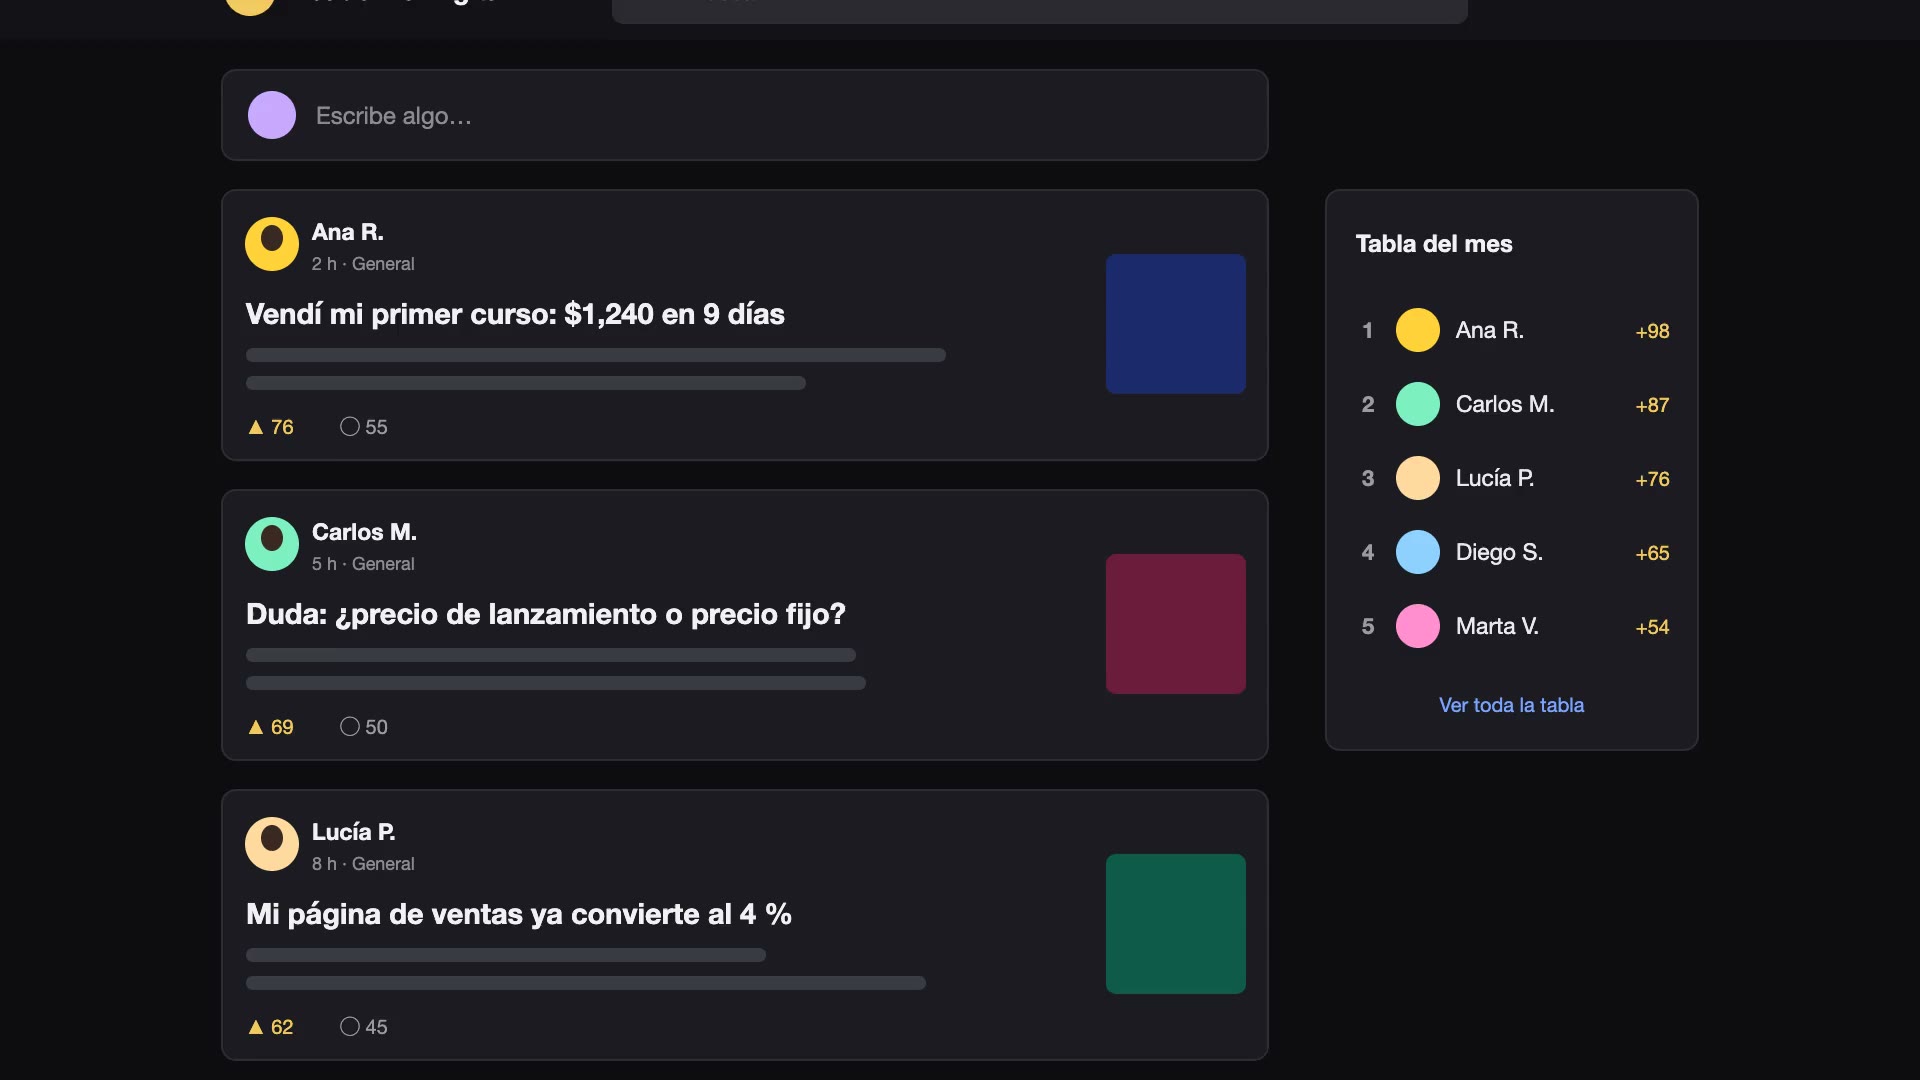 Escribe algo…
Ana R.
2 h · General
Vendí mi primer curso: $1,240 en 9 días
▲ 76 55
Carlos M.
5 h · General
Duda: ¿precio de lanzamiento o precio fijo?
▲ 69 50
Lucía P.
8 h · General
Mi página de ventas ya convierte al 4 %
▲ 62 45
Tabla del mes
1 Ana R. +98
2 Carlos M. +87
3 Lucía P. +76
4 Diego S. +65
5 Marta V. +54
Ver toda la tabla